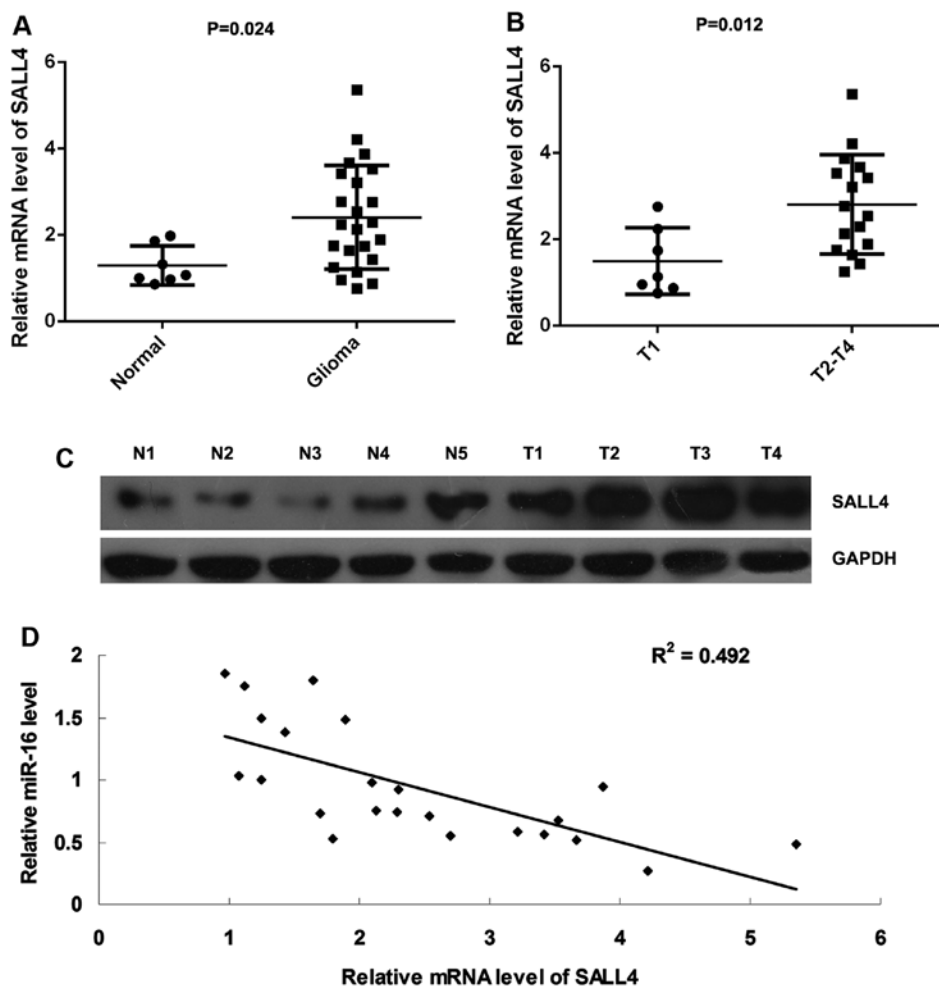 A
P=0.024
Relative mRNA level of SALL4
6
4
2
0
Normal
Glioma
B
P=0.012
Relative mRNA level of SALL4
6
4
2
0
T1
T2-T4
C
N1 N2 N3 N4 N5 T1 T2 T3 T4
SALL4
GAPDH
D
R² = 0.492
Relative miR-16 level
2
1.5
1
0.5
0
0 1 2 3 4 5 6
Relative mRNA level of SALL4